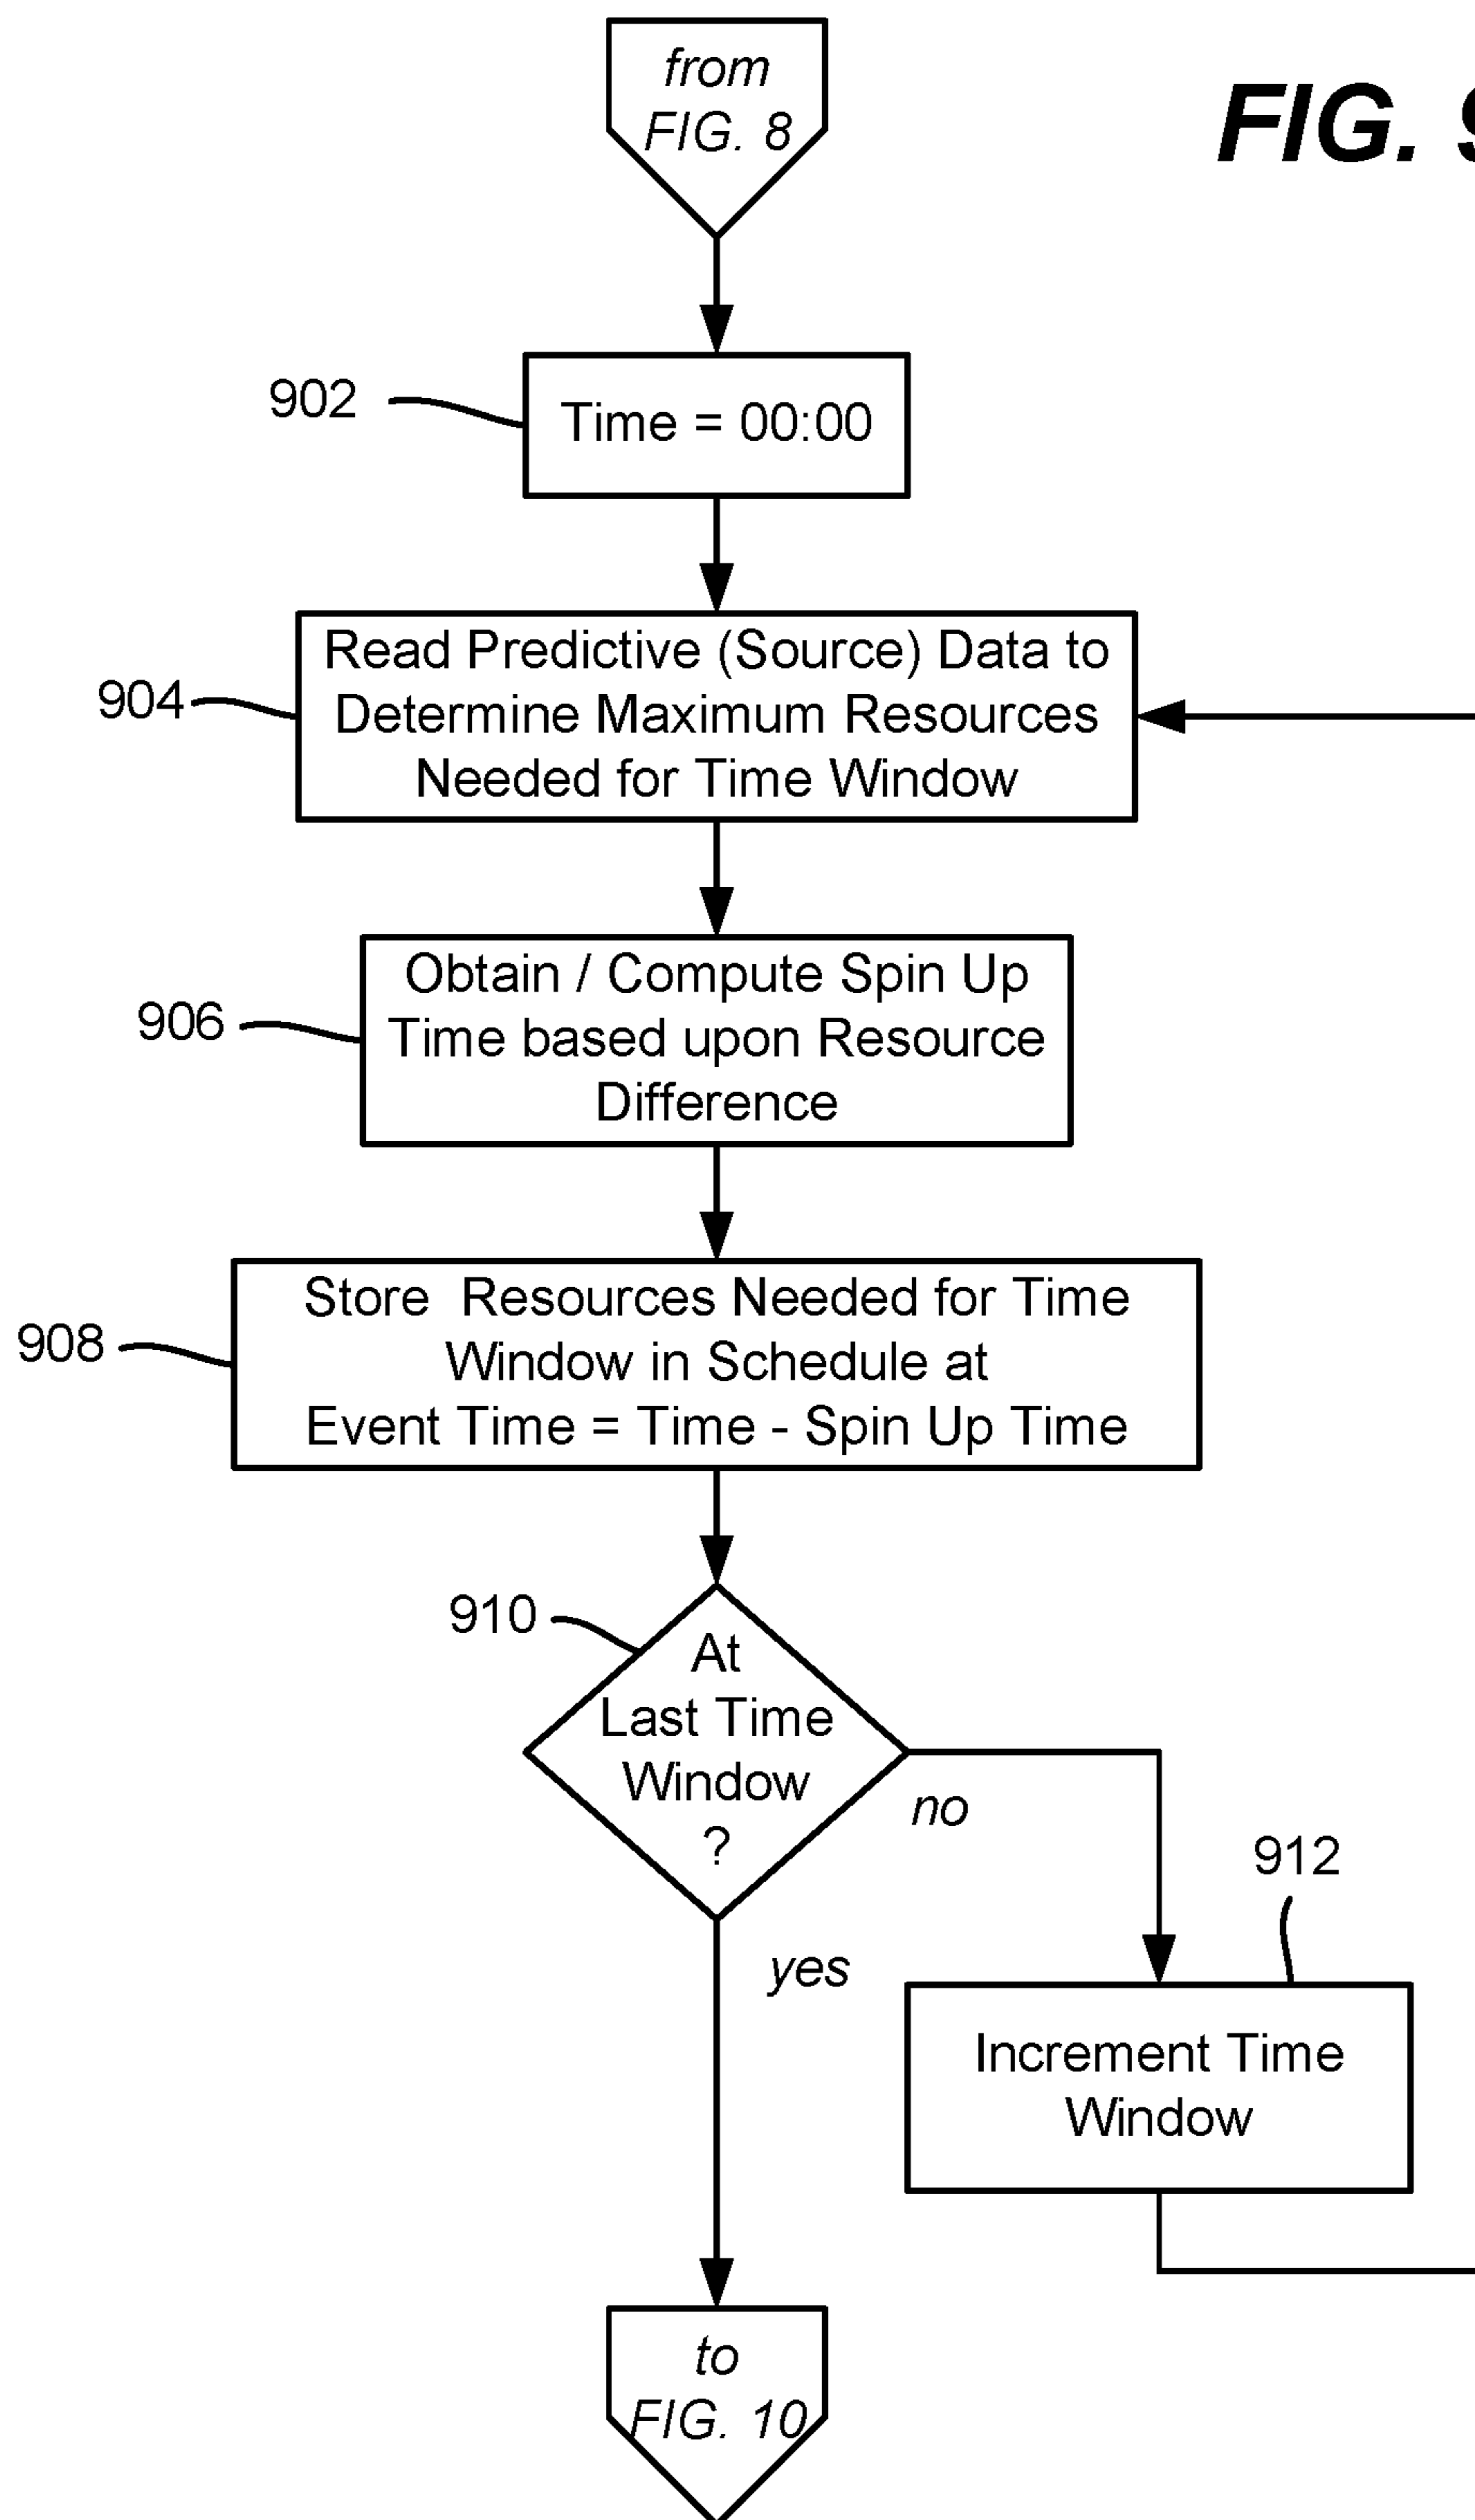 from
FIG. 8
FIG. 9
902
Time = 00:00
904
Read Predictive (Source) Data to
Determine Maximum Resources
Needed for Time Window
906
Obtain / Compute Spin Up
Time based upon Resource
Difference
908
Store Resources Needed for Time
Window in Schedule at
Event Time = Time - Spin Up Time
910
At
Last Time
Window
?
no
yes
912
Increment Time
Window
to
FIG. 10